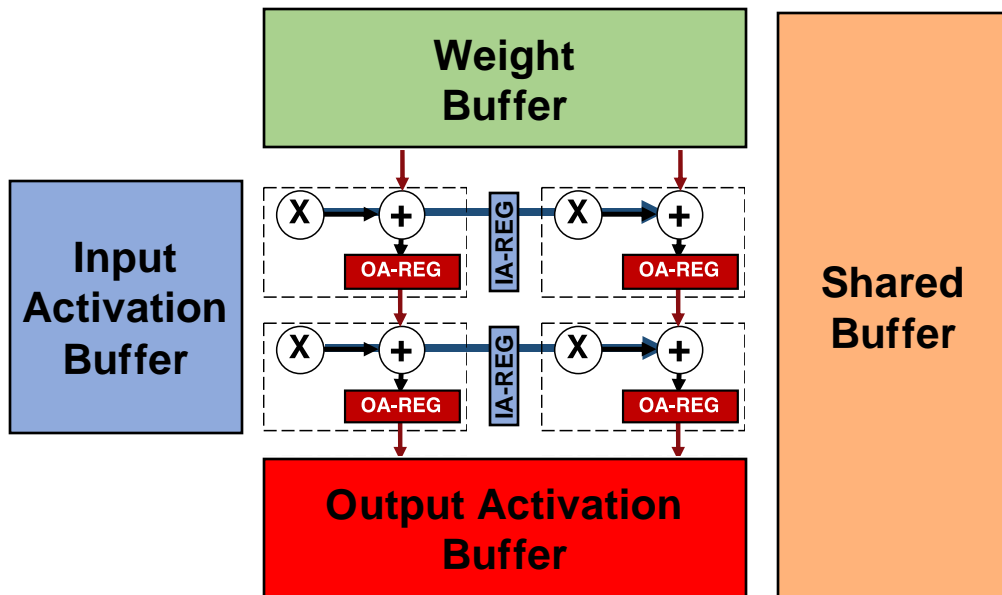 Weight
Buffer
Input
Activation
Buffer
X
+
IA-REG
X
+
OA-REG
OA-REG
X
+
IA-REG
X
+
OA-REG
OA-REG
Shared
Buffer
Output Activation
Buffer